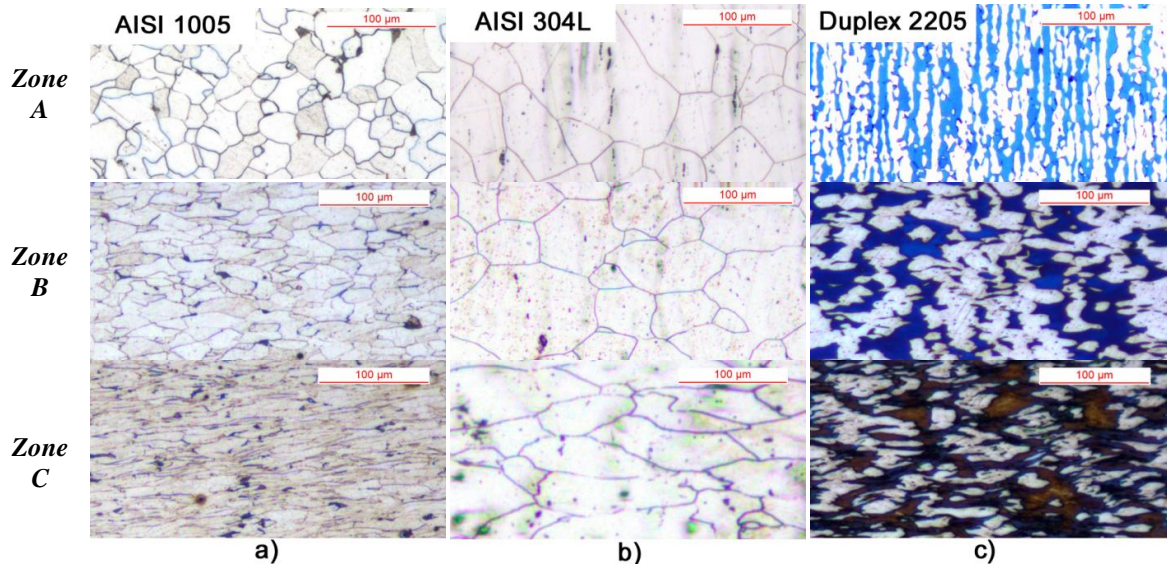 AISI 1005
100 µm
AISI 304L
100 µm
Duplex 2205
100 µm
Zone
A
100 µm
100 µm
100 µm
Zone
B
100 µm
100 µm
100 µm
Zone
C
a)
b)
c)